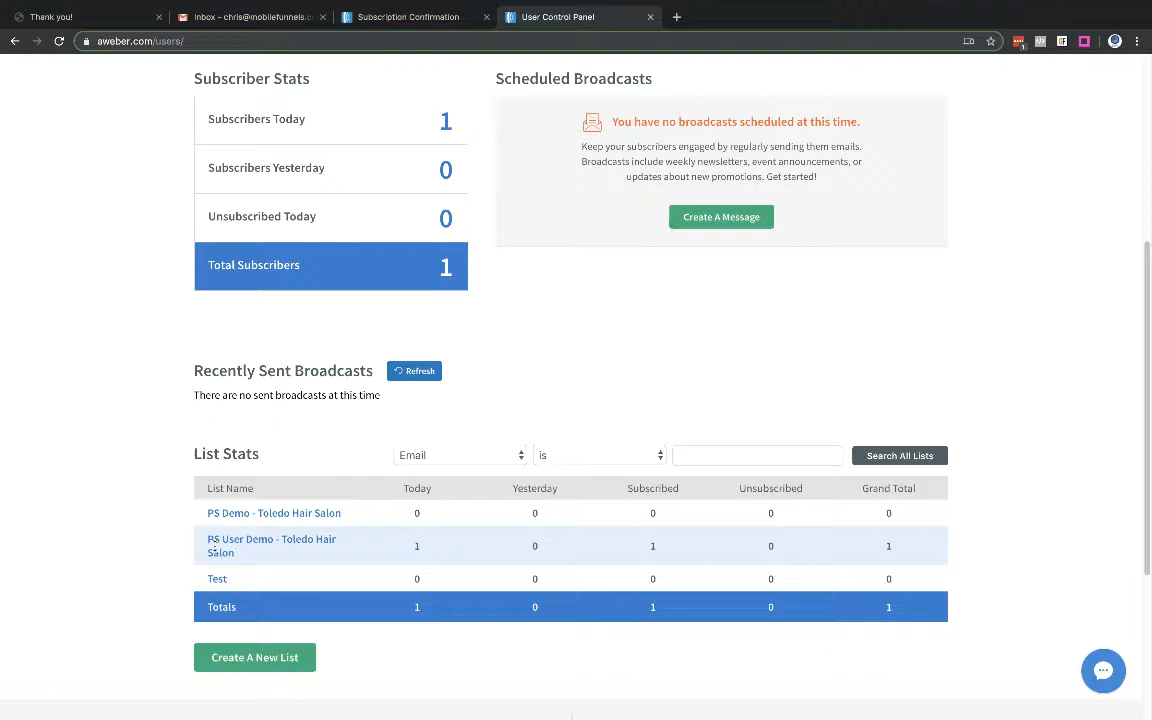 Thank you!
Inbox - chris@mobilefunnels.c
Subscription Confirmation
User Control Panel
aweber.com/users/
Subscriber Stats
Scheduled Broadcasts
Subscribers Today
1
Subscribers Yesterday
0
Unsubscribed Today
0
Total Subscribers
1
You have no broadcasts scheduled at this time.
Keep your subscribers engaged by regularly sending them emails.
Broadcasts include weekly newsletters, event announcements, or
updates about new promotions. Get started!
Create A Message
Recently Sent Broadcasts
Refresh
There are no sent broadcasts at this time
List Stats
Email
is
Search All Lists
List Name Today Yesterday Subscribed Unsubscribed Grand Total
PS Demo - Toledo Hair Salon 0 0 0 0 0
PS User Demo - Toledo Hair
Salon 1 0 1 0 1
Test 0 0 0 0 0
Totals 1 0 1 0 1
Create A New List